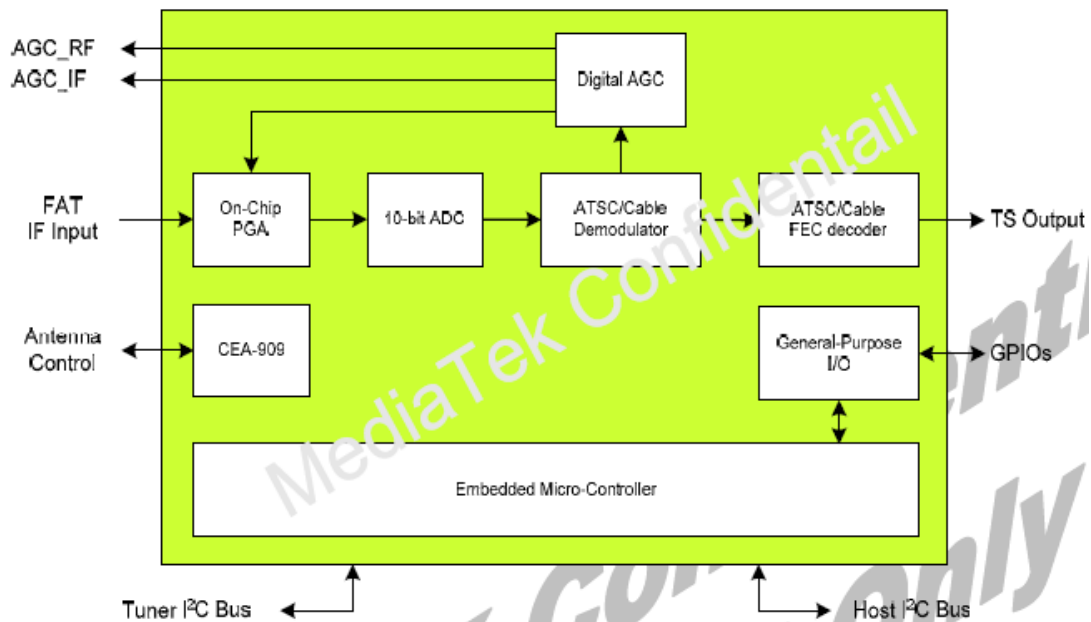 AGC_RF
AGC_IF
Digital AGC
FAT
IF Input
On-Chip
PGA
10-bit ADC
ATSC/Cable
Demodulator
ATSC/Cable
FEC decoder
TS Output
Antenna
Control
CEA-909
General-Purpose
I/O
GPIOs
Embedded Micro-Controller
Tuner I²C Bus
Host I²C Bus
MediaTek Confidentail
Only